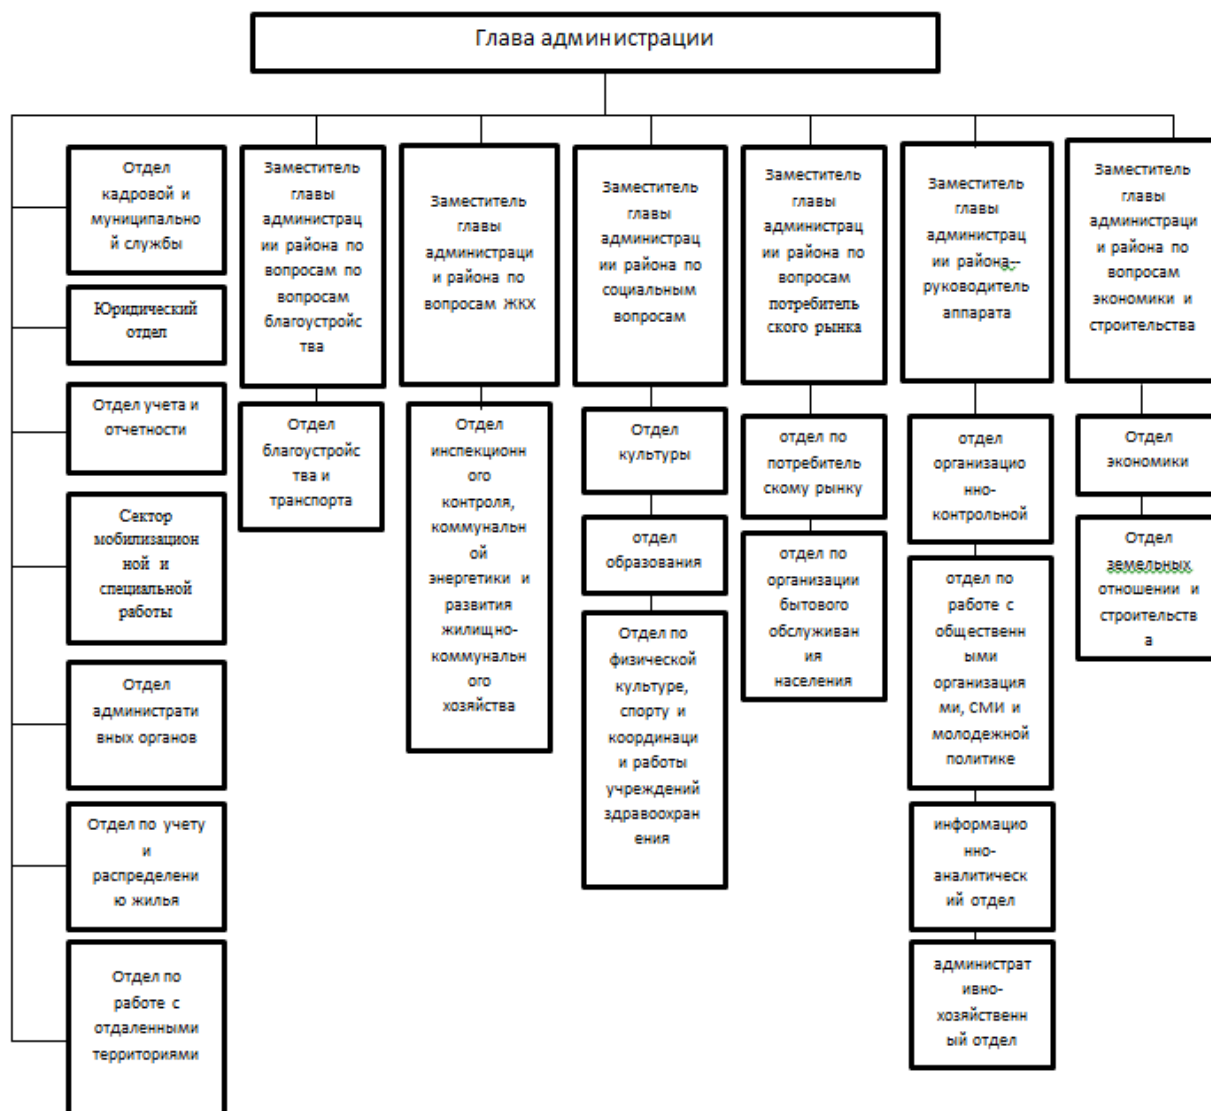 Глава администрации
Отдел
кадровой и
муниципально
й службы
Юридический
отдел
Отдел учета и
отчетности
Сектор
мобилизацион
ной и
специальной
работы
Отдел
администрати
вных органов
Отдел по учету
и
распределени
ю жилья
Отдел по
работе с
отдаленными
территориями
Заместитель
главы
администрац
ии района по
вопросам по
вопросам
благоустройс
тва
Отдел
благоустройс
тва и
транспорта
Заместитель
главы
администраци
и района по
вопросам ЖКХ
Отдел
инспекционн
ого
контроля,
коммунальн
ой
энергетики и
развития
жилищно-
коммунальн
ого
хозяйства
Заместитель
главы
администрац
ии района по
социальным
вопросам
Отдел
культуры
отдел
образования
Отдел по
физической
культуре,
спорту и
координаци
и работы
учреждений
здравоохран
ения
Заместитель
главы
администрац
ии района по
вопросам
потребитель
ского рынка
отдел по
потребитель
скому рынку
отдел по
организации
бытового
обслуживан
ия
населения
Заместитель
главы
администрац
ии района--
руководитель
аппарата
отдел
организацио
нно-
контрольной
отдел по
работе с
общественн
ыми
организация
ми, СМИ и
молодежной
политике
информацио
нно-
аналитическ
ий отдел
администрат
ивно-
хозяйственн
ый отдел
Заместитель
главы
администраци
и района по
вопросам
экономики и
строительства
Отдел
экономики
Отдел
земельных
отношении и
строительств
а